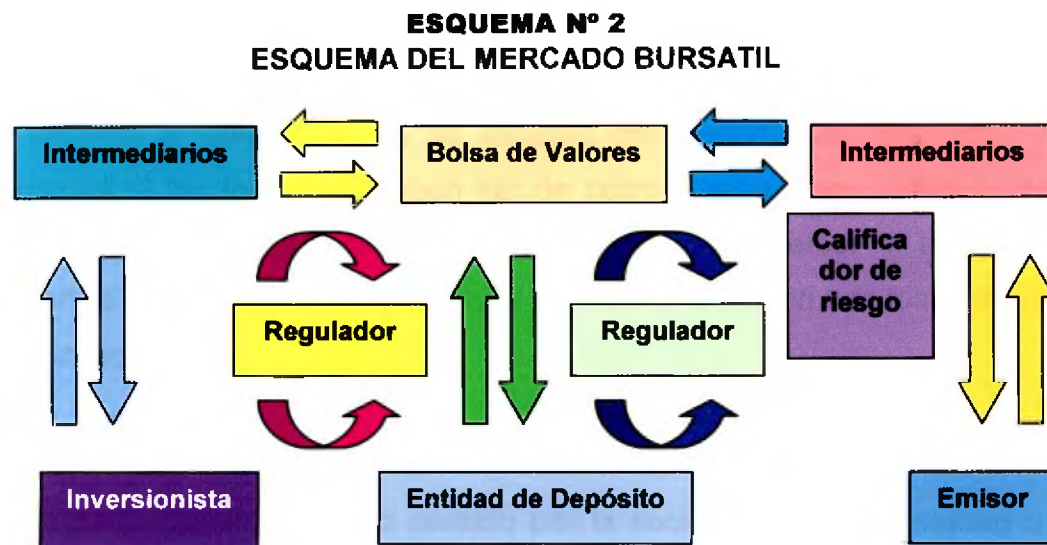 ESQUEMA Nº 2
ESQUEMA DEL MERCADO BURSATIL
Intermediarios
Bolsa de Valores
Intermediarios
Califica
dor de
riesgo
Regulador
Regulador
Inversionista
Entidad de Depósito
Emisor